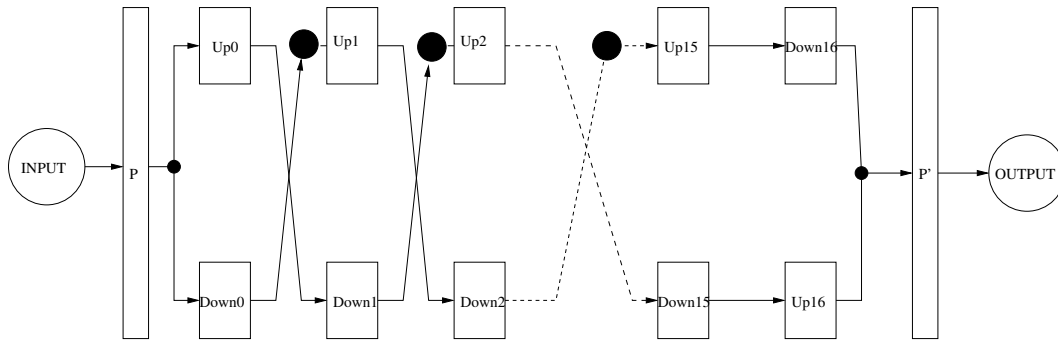 Up0
Up1
Up2
Up15
Down16
INPUT
P
P'
OUTPUT
Down0
Down1
Down2
Down15
Up16